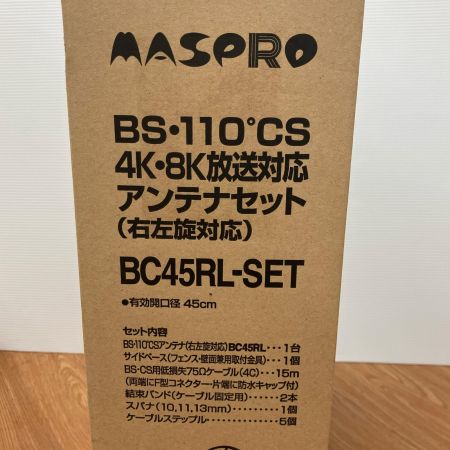 MASPRO
BS・110°CS
4K・8K放送対応
アンテナセット
(右左旋対応)
BC45RL-SET
●有効開口径 45cm
セット内容
BS・110°CSアンテナ(右左旋対応)BC45RL・・・1台
サイドベース(フェンス・壁面兼用取付金具)・・・1個
BS・CS用低損失75Ωケーブル(4C)・・・15m
(両端にF型コネクター・片端に防水キャップ付)
結束バンド(ケーブル固定用)・・・・・・2本
スパナ(10,11,13mm)・・・・・・・・・1個
ケーブルステップル・・・・・・・・・・・5個